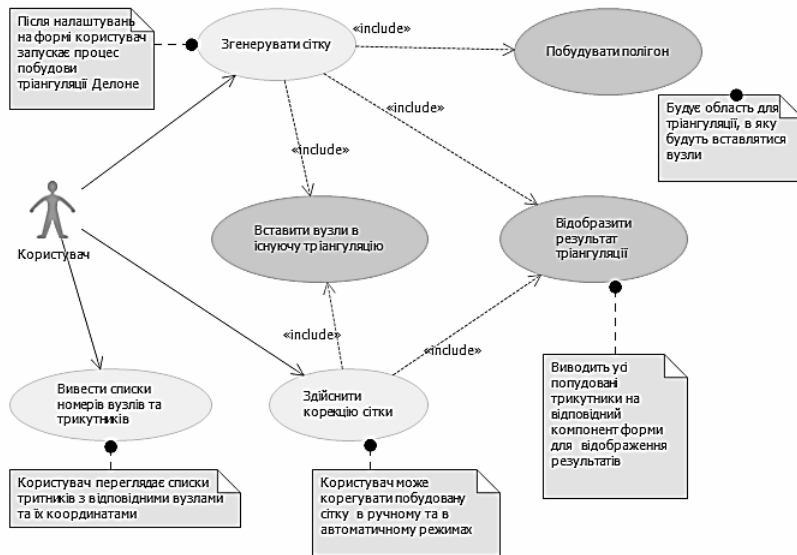 Після налаштувань
на формі користувач
запускає процес
побудови
тріангуляції Делоне
Згенерувати сітку
«include»
Побудувати полігон
«include»
Будує область для
тріангуляції, в яку
будуть вставлятися
вузли
«include»
Користувач
Вставити вузли в
існуючу тріангуляцію
Відобразити
результат
тріангуляції
«include»
«include»
Вивести списки
номерів вузлів та
трикутників
Здійснити
корекцію сітки
Виводить усі
попудовані
трикутники на
відповідний
компонент форми
для відображення
результатів
Користувач переглядає списки
тритників з відповідними вузлами
та їх координатами
Користувач може
корегувати побудовану
сітку в ручному та в
автоматичному режимах